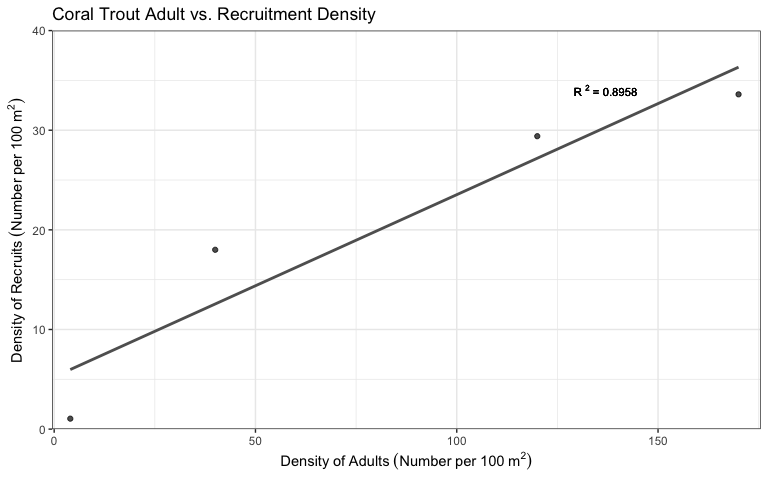 Coral Trout Adult vs. Recruitment Density
Density of Recruits (Number per 100 m²)
40
30
20
10
0
R² = 0.8958
0 50 100 150
Density of Adults (Number per 100 m²)